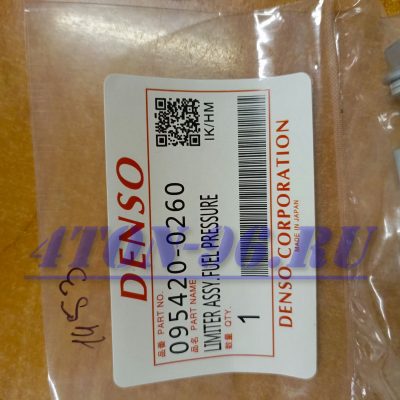 DENSO
品番 PART NO.
095420-0260
品名 PART NAME
LIMITER ASSY, FUEL PRESSURE
数量 QTY.
1
1K/HM
DENSO CORPORATION
MADE IN JAPAN
4TON-96.RU
1453